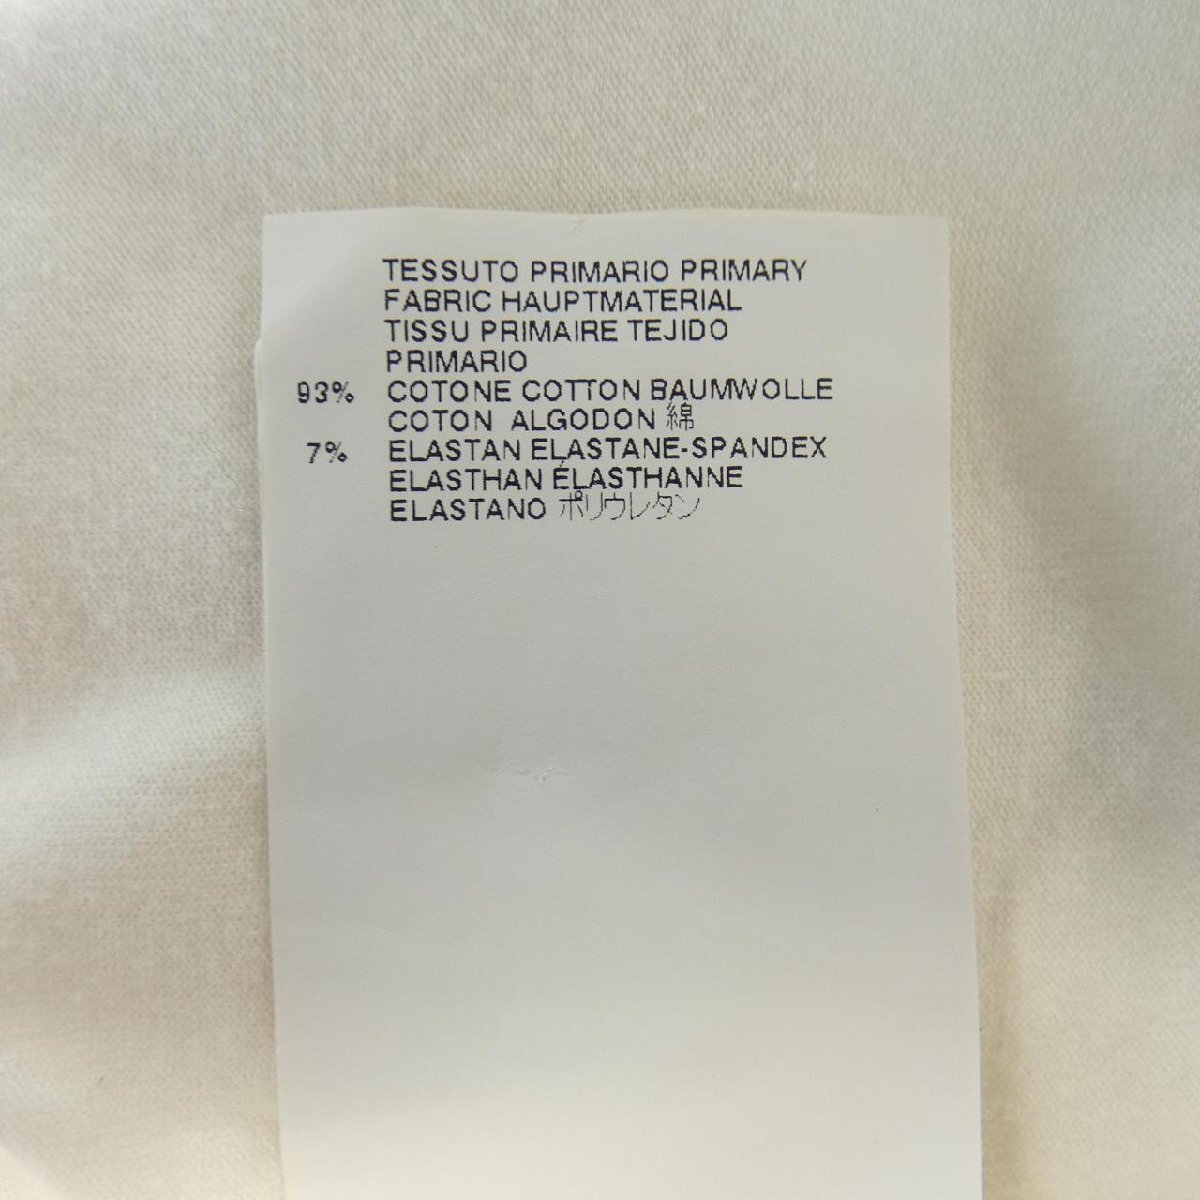 TESSUTO PRIMARIO PRIMARY
FABRIC HAUPTMATERIAL
TISSU PRIMAIRE TEJIDO
PRIMARIO
93% COTONE COTTON BAUMWOLLE
COTON ALGODON 綿
7% ELASTAN ELASTANE-SPANDEX
ELASTHAN ÉLASTHANNE
ELASTANO ポリウレタン